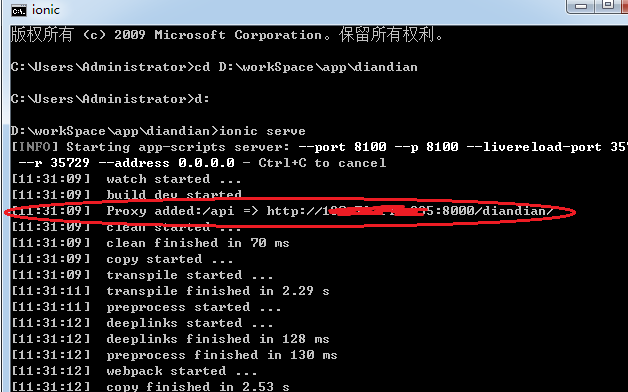 ionic
版权所有 (c) 2009 Microsoft Corporation。保留所有权利。
C:\Users\Administrator>cd D:\workSpace\app\diandian
C:\Users\Administrator>d:
D:\workSpace\app\diandian>ionic serve
[INFO] Starting app-scripts server: --port 8100 --p 8100 --livereload-port 357
--r 35729 --address 0.0.0.0 - Ctrl+C to cancel
[11:31:09] watch started ...
[11:31:09] build dev started ...
[11:31:09] Proxy added:/api => http:// :8000/diandian/
[11:31:09] clean started ...
[11:31:09] clean finished in 70 ms
[11:31:09] copy started ...
[11:31:09] transpile started ...
[11:31:11] transpile finished in 2.29 s
[11:31:11] preprocess started ...
[11:31:12] deeplinks started ...
[11:31:12] deeplinks finished in 128 ms
[11:31:12] preprocess finished in 130 ms
[11:31:12] webpack started ...
[11:31:12] copy finished in 2.53 s